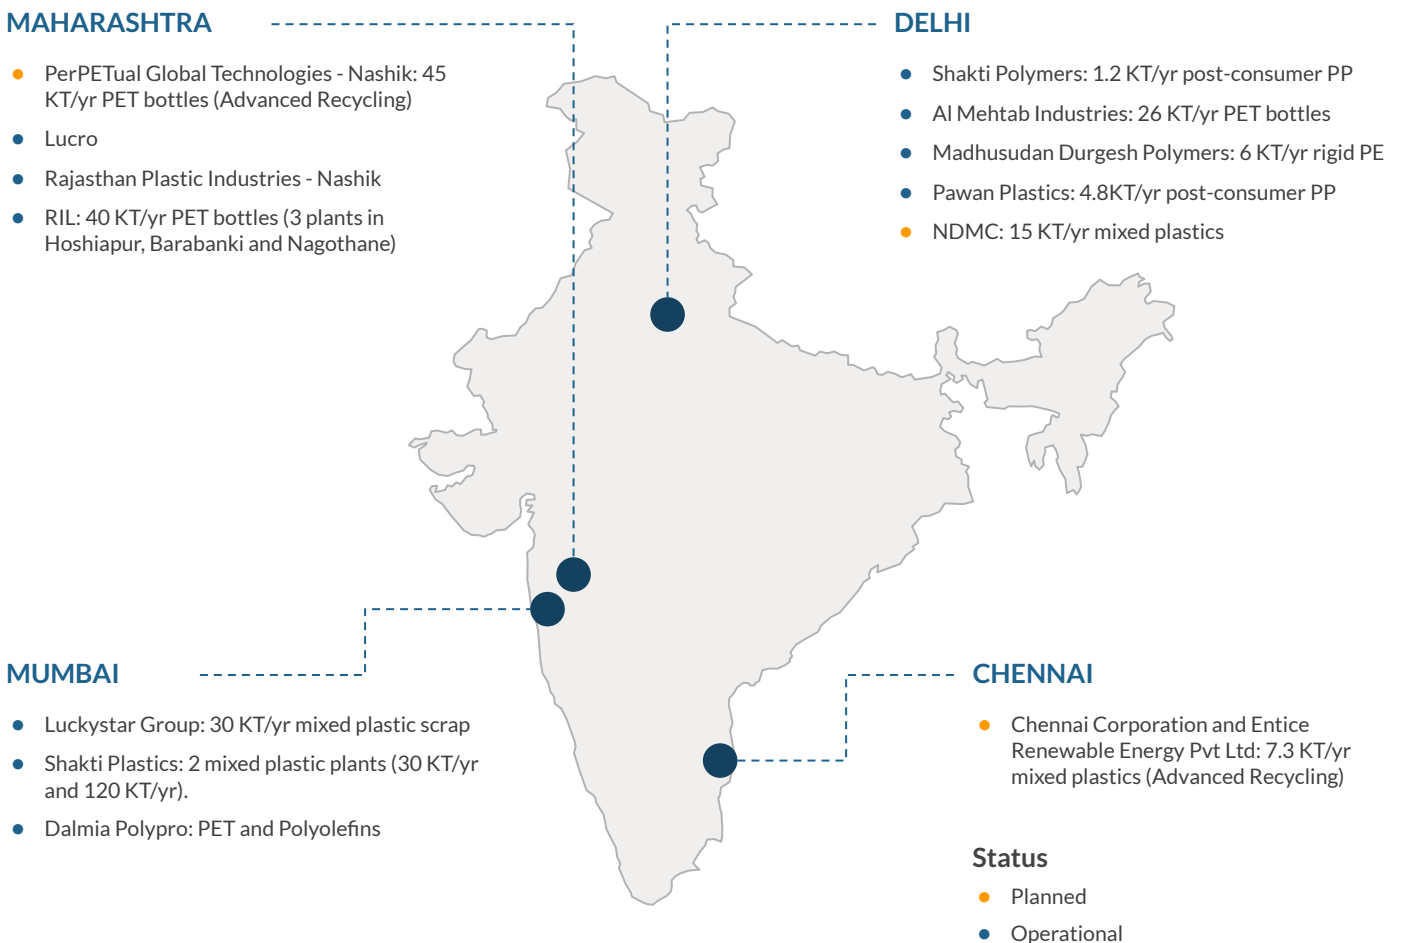 MAHARASHTRA
PerPETual Global Technologies - Nashik: 45
KT/yr PET bottles (Advanced Recycling)
Lucro
Rajasthan Plastic Industries - Nashik
RIL: 40 KT/yr PET bottles (3 plants in
Hoshiapur, Barabanki and Nagothane)
DELHI
Shakti Polymers: 1.2 KT/yr post-consumer PP
Al Mehtab Industries: 26 KT/yr PET bottles
Madhusudan Durgesh Polymers: 6 KT/yr rigid PE
Pawan Plastics: 4.8KT/yr post-consumer PP
NDMC: 15 KT/yr mixed plastics
MUMBAI
Luckystar Group: 30 KT/yr mixed plastic scrap
Shakti Plastics: 2 mixed plastic plants (30 KT/yr
and 120 KT/yr).
Dalmia Polypro: PET and Polyolefins
CHENNAI
Chennai Corporation and Entice
Renewable Energy Pvt Ltd: 7.3 KT/yr
mixed plastics (Advanced Recycling)
Status
Planned
Operational